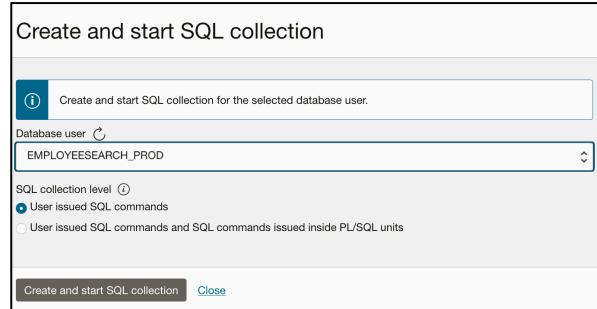 Create and start SQL collection
Create and start SQL collection for the selected database user.
Database user
EMPLOYEESEARCH_PROD
SQL collection level
User issued SQL commands
User issued SQL commands and SQL commands issued inside PL/SQL units
Create and start SQL collection Close